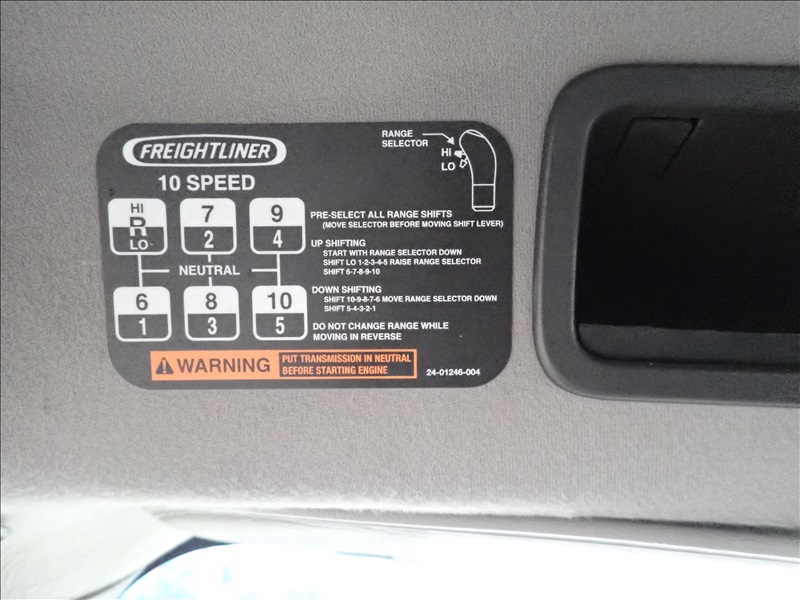 FREIGHTLINER
10 SPEED
RANGE
SELECTOR
HI
LO
HI 7 9
R
LO 2 4
NEUTRAL
6 8 10
1 3 5
PRE-SELECT ALL RANGE SHIFTS
(MOVE SELECTOR BEFORE MOVING SHIFT LEVER)
UP SHIFTING
START WITH RANGE SELECTOR DOWN
SHIFT LO 1-2-3-4-5 RAISE RANGE SELECTOR
SHIFT 6-7-8-9-10
DOWN SHIFTING
SHIFT 10-9-8-7-6 MOVE RANGE SELECTOR DOWN
SHIFT 5-4-3-2-1
DO NOT CHANGE RANGE WHILE
MOVING IN REVERSE
WARNING
PUT TRANSMISSION IN NEUTRAL
BEFORE STARTING ENGINE
24-01246-004